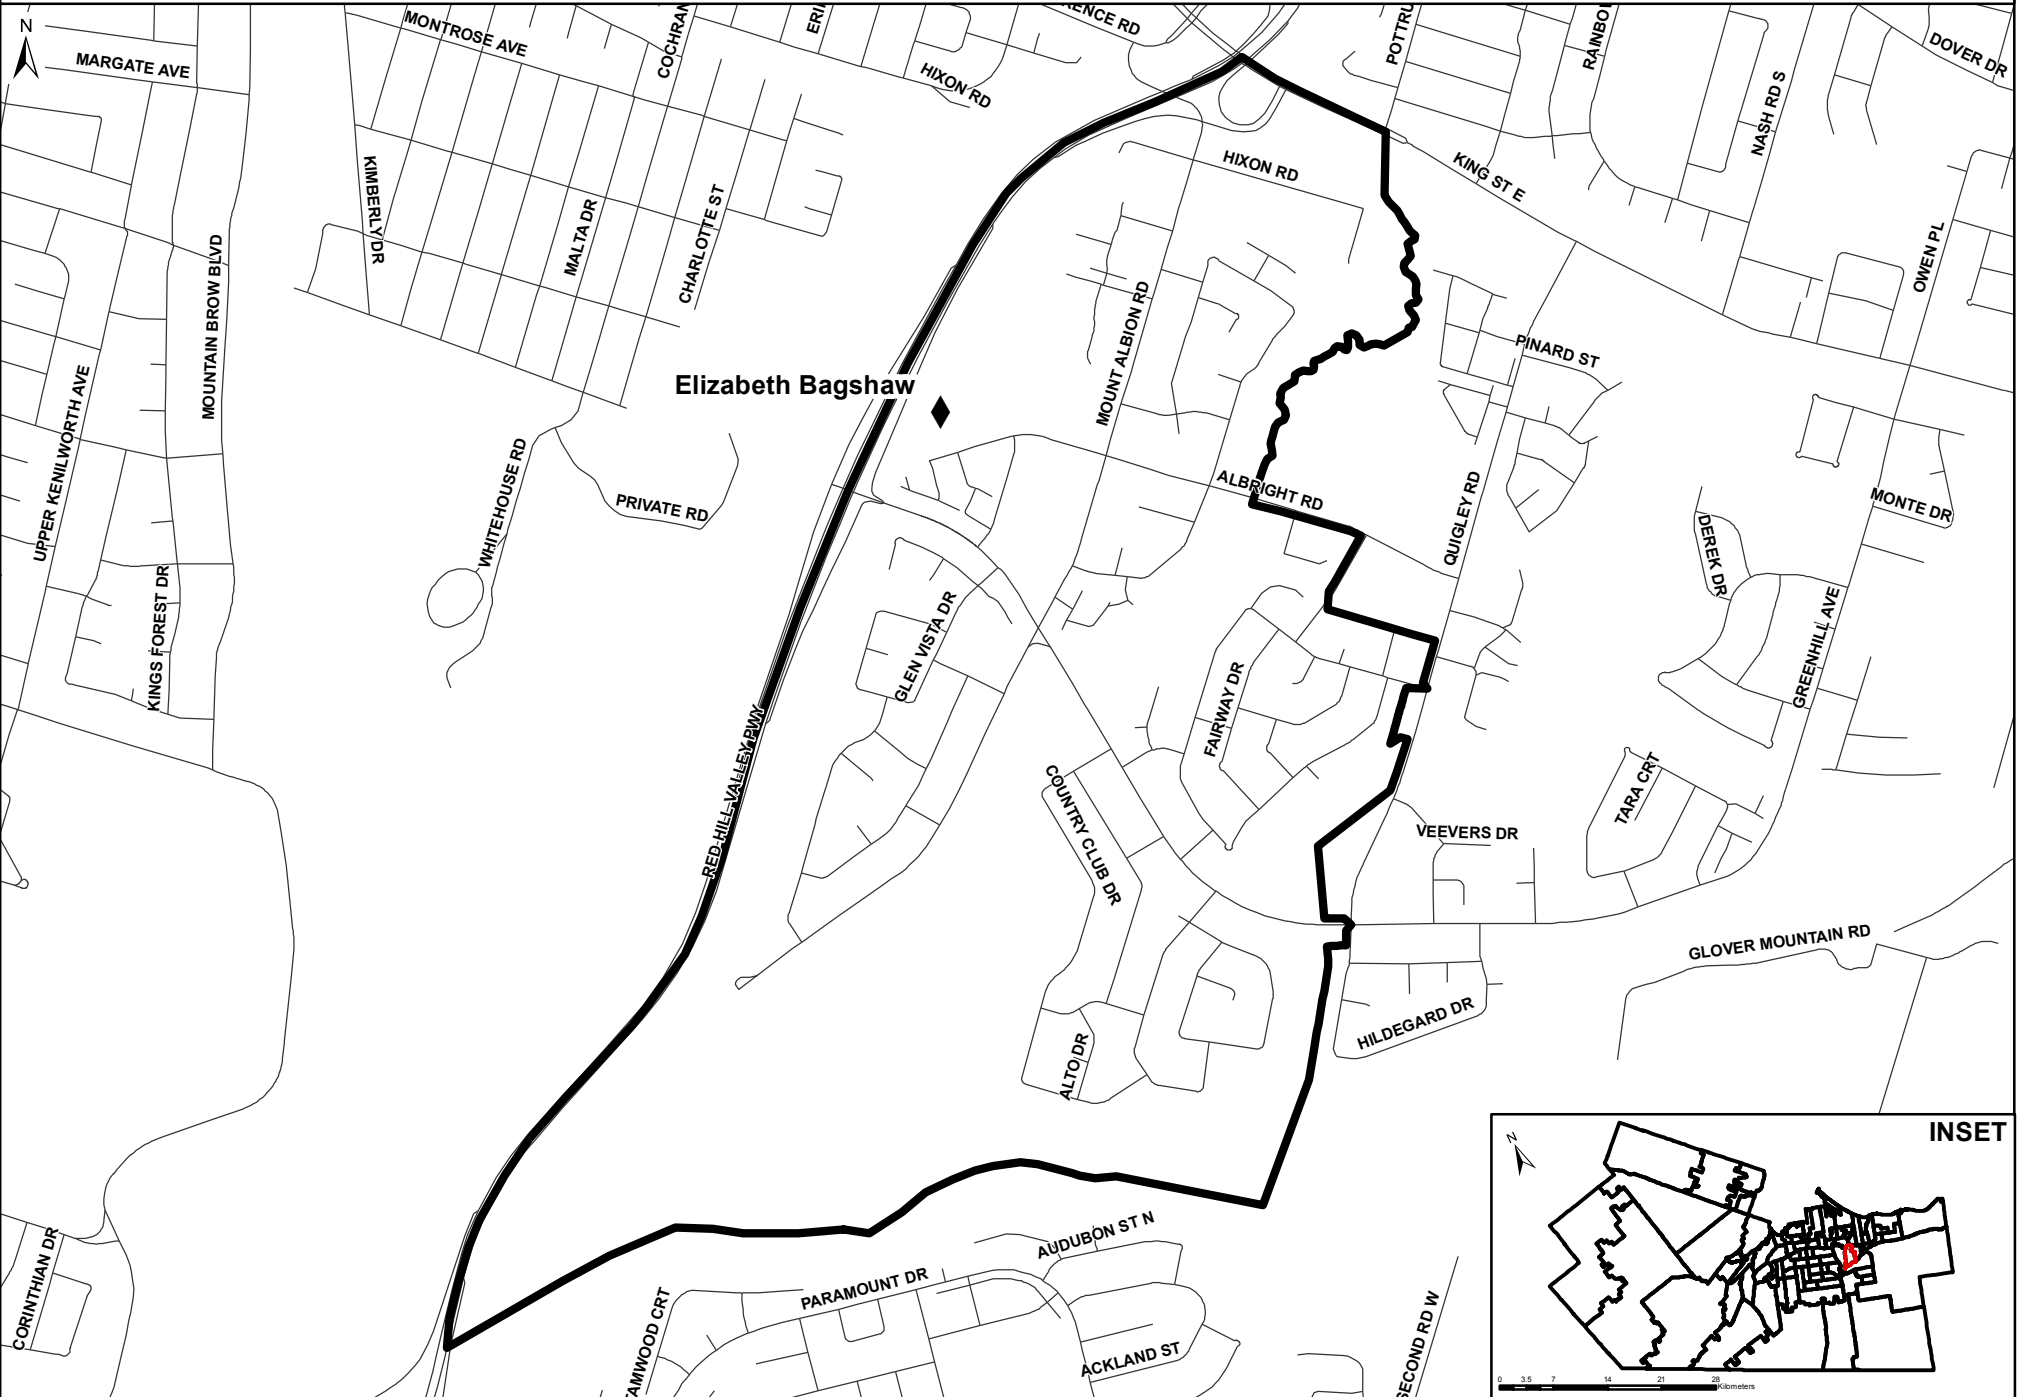 N
MARGATE AVE
MONTROSE AVE
HIXON RD
DOVER DR
NASH RD S
KING ST E
HIXON RD
KIMBERLY DR
MALTA DR
CHARLOTTE ST
MOUNTAIN BROW BLVD
OWEN PL
MOUNT ALBION RD
PINARD ST
Elizabeth Bagshaw
UPPER KENILWORTH AVE
WHITEHOUSE RD
PRIVATE RD
ALBRIGHT RD
QUIGLEY RD
MONTE DR
DEREK DR
KINGS FOREST DR
GLEN VISTA DR
FAIRWAY DR
GREENHILL AVE
RED HILL VALLEY PWY
COUNTRY CLUB DR
TARA CRT
VEEVERS DR
GLOVER MOUNTAIN RD
HILDEGARD DR
ALTO DR
AUDUBON ST N
PARAMOUNT DR
CORINTHIAN DR
ACKLAND ST
SECOND RD W
INSET
N
0 3.5 7 14 21 28
Kilometers